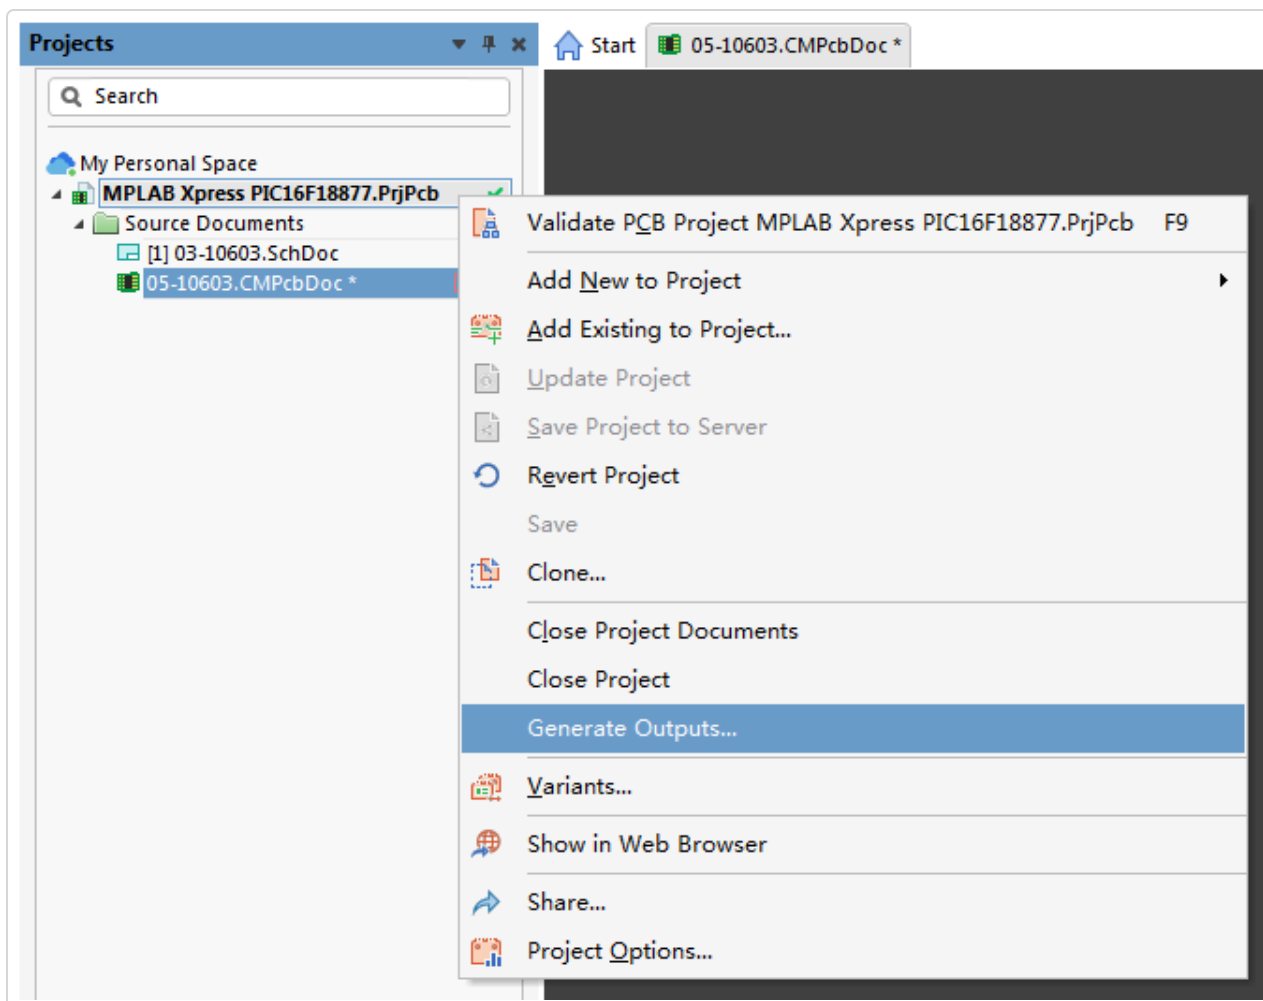 Projects
Start
05-10603.CMPcbDoc *
Search
My Personal Space
MPLAB Xpress PIC16F18877.PrjPcb
Source Documents
[1] 03-10603.SchDoc
05-10603.CMPcbDoc *
Validate PCB Project MPLAB Xpress PIC16F18877.PrjPcb F9
Add New to Project
Add Existing to Project...
Update Project
Save Project to Server
Revert Project
Save
Clone...
Close Project Documents
Close Project
Generate Outputs...
Variants...
Show in Web Browser
Share...
Project Options...